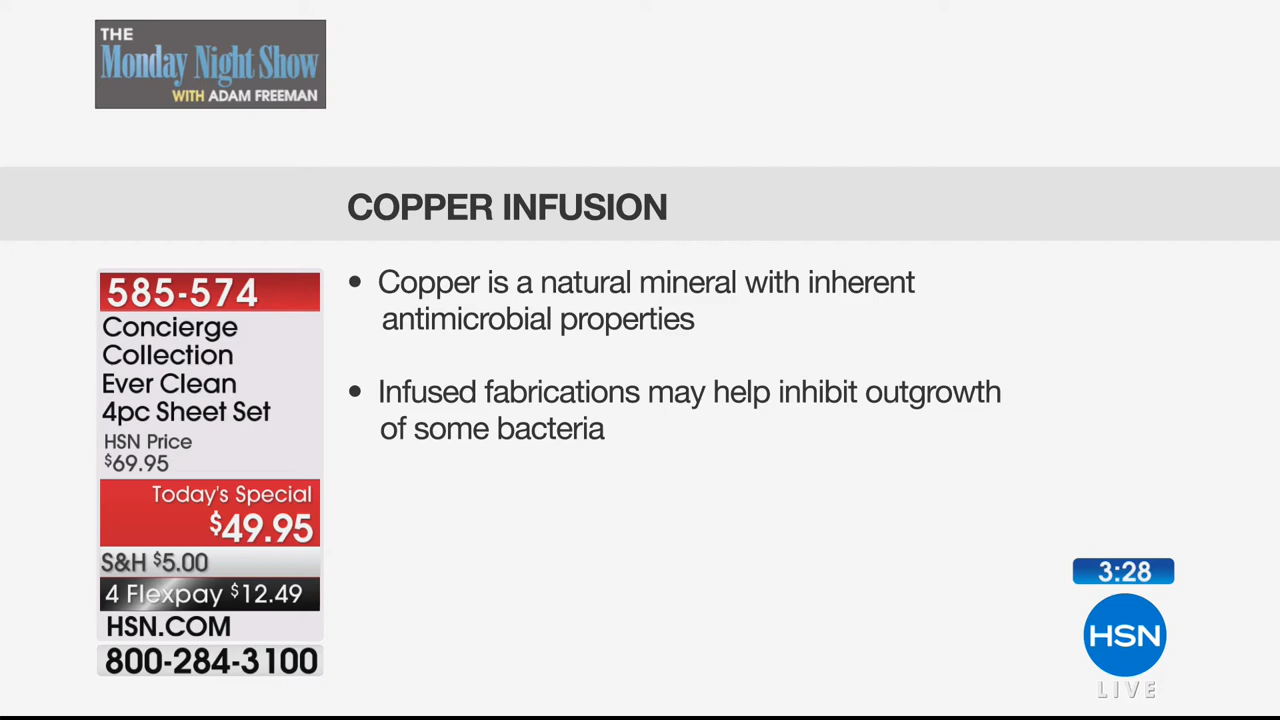 THE
Monday Night Show
WITH ADAM FREEMAN
COPPER INFUSION
• Copper is a natural mineral with inherent
antimicrobial properties
• Infused fabrications may help inhibit outgrowth
of some bacteria
585-574
Concierge
Collection
Ever Clean
4pc Sheet Set
HSN Price
$69.95
Today's Special
$49.95
S&H $5.00
4 Flexpay $12.49
HSN.COM
800-284-3100
3:28
HSN
LIVE